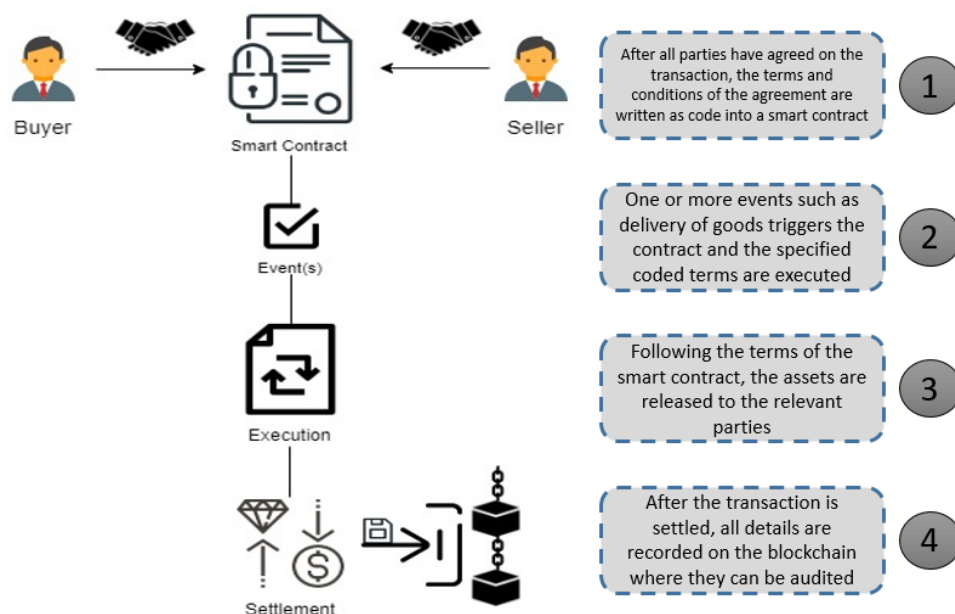 Buyer
Smart Contract
Seller
After all parties have agreed on the
transaction, the terms and
conditions of the agreement are
written as code into a smart contract
1
Event(s)
One or more events such as
delivery of goods triggers the
contract and the specified
coded terms are executed
2
Execution
Following the terms of the
smart contract, the assets are
released to the relevant
parties
3
$
Settlement
After the transaction is
settled, all details are
recorded on the blockchain
where they can be audited
4